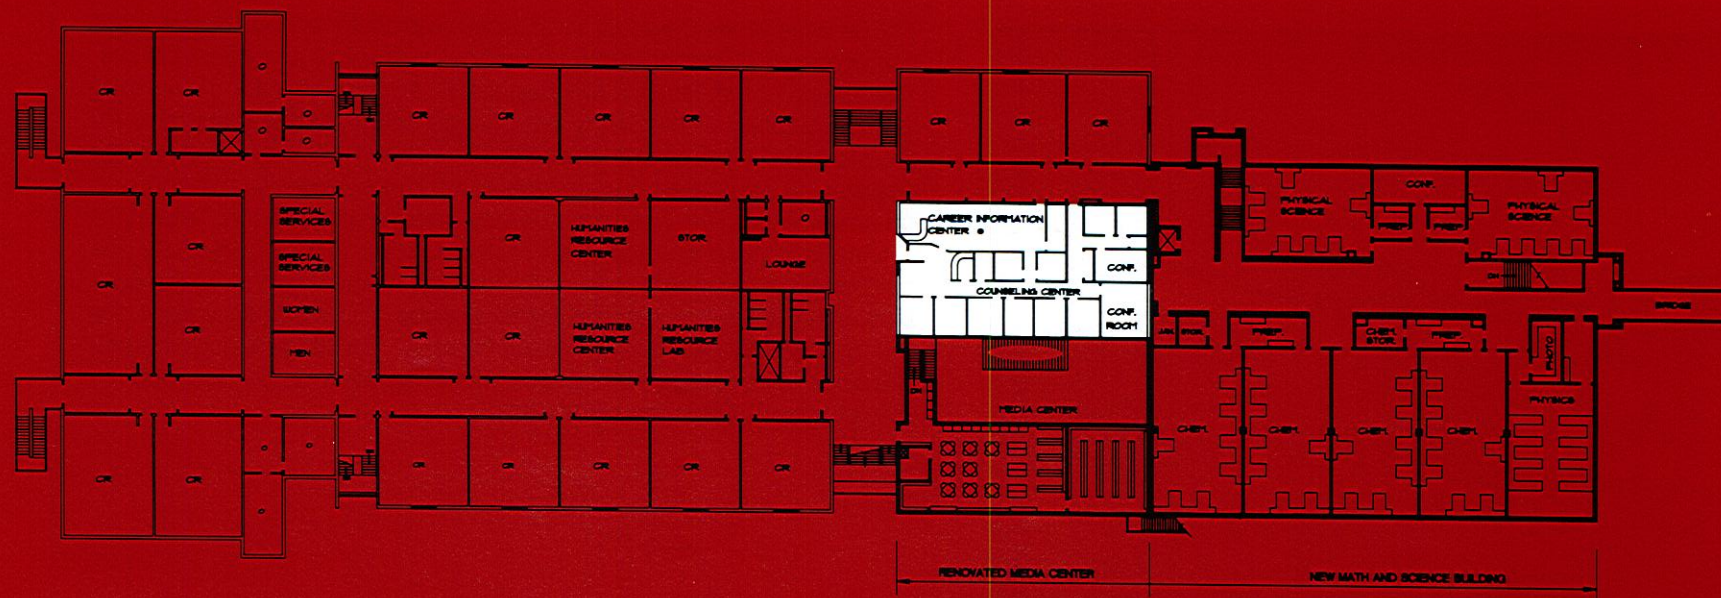 CR
CR
O
O
O
O
CR
CR
CR
CR
CR
CR
CR
CR
CONF.
PHYSICAL
SCIENCE
PREP
PREP
PHYSICAL
SCIENCE
CR
CR
CR
SPECIAL
SERVICES
SPECIAL
SERVICES
WOMEN
MEN
CR
HUMANITIES
RESOURCE
CENTER
STOR.
O
LOUNGE
CR
CR
HUMANITIES
RESOURCE
CENTER
HUMANITIES
RESOURCE
LAB
CAREER INFORMATION
CENTER
CONF.
COUNSELING CENTER
CONF.
ROOM
DN
BRIDGE
JAN.
STOR.
PREP.
CHEM.
STOR.
PREP.
PHOTO
PHYSICS
DN
MEDIA CENTER
CHEM.
CHEM.
CHEM.
CHEM.
CR
CR
O
O
O
CR
CR
CR
CR
CR
RENOVATED MEDIA CENTER
NEW MATH AND SCIENCE BUILDING